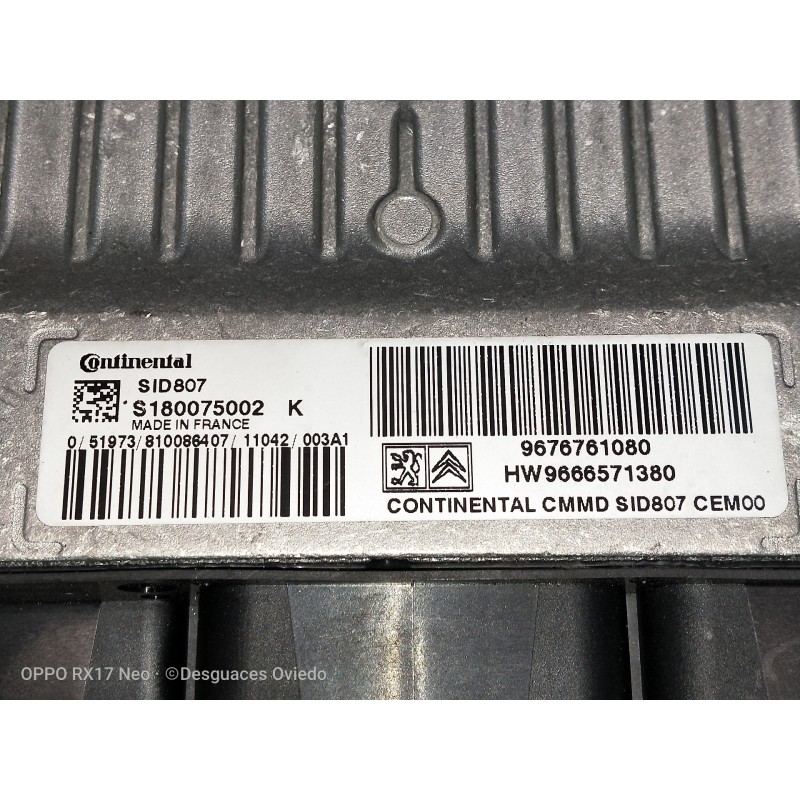 Continental
SID807
S180075002 K
MADE IN FRANCE
0/51973/810086407/11042/003A1
9676761080
HW9666571380
CONTINENTAL CMMD SID807 CEM00
OPPO RX17 Neo · ©Desguaces Oviedo